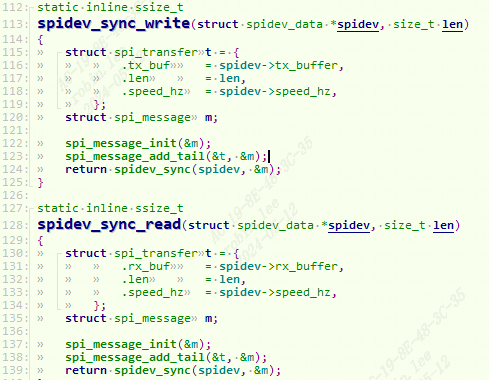 112: static inline ssize_t
113: spidev_sync_write(struct spidev_data *spidev, size_t len)
114: {
115: » struct spi_transfer» t = {
116: » » » .tx_buf»» = spidev->tx_buffer,
117: » » » .len» » = len,
118: » » » .speed_hz» = spidev->speed_hz,
119: » » };
120: » struct spi_message» m;
121:
122: » spi_message_init(&m);
123: » spi_message_add_tail(&t, &m);
124: » return spidev_sync(spidev, &m);
125: }
126:
127: static inline ssize_t
128: spidev_sync_read(struct spidev_data *spidev, size_t len)
129: {
130: » struct spi_transfer» t = {
131: » » » .rx_buf»» = spidev->rx_buffer,
132: » » » .len» » = len,
133: » » » .speed_hz» = spidev->speed_hz,
134: » » };
135: » struct spi_message» m;
136:
137: » spi_message_init(&m);
138: » spi_message_add_tail(&t, &m);
139: » return spidev_sync(spidev, &m);